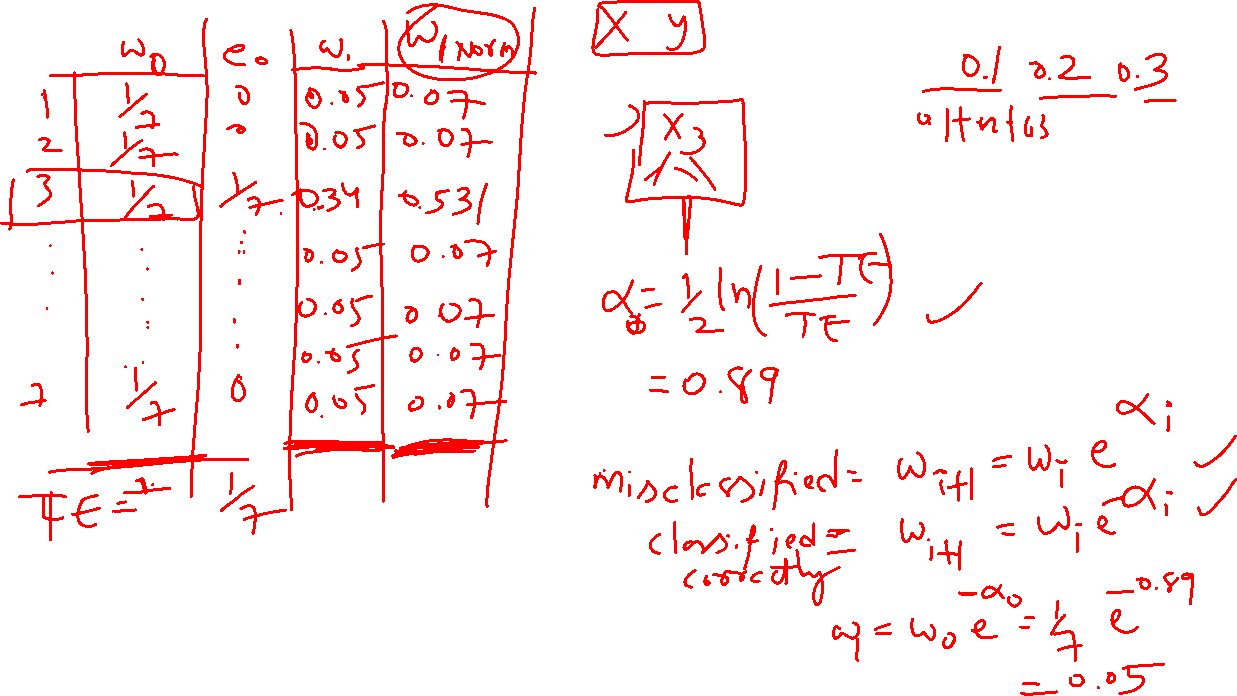 w₀ e₀ w₁ W₁ Norm
1 1/7 0 0.05 0.07
2 1/7 0 0.05 0.07
3 1/7 1/7 0.34 0.531
0.05 0.07
0.05 0.07
0.05 0.07
7 1/7 0 0.05 0.07
TE = 1/7
X y
X₃
0.1 0.2 0.3
α₀ = 1/2 ln(1-TE/TE)
= 0.89
misclassified = wᵢ₊₁ = wᵢ e^αᵢ
classified correctly = wᵢ₊₁ = wᵢ e^-αᵢ
w₁ = w₀ e^-α₀ = 1/7 e^-0.89
= 0.05